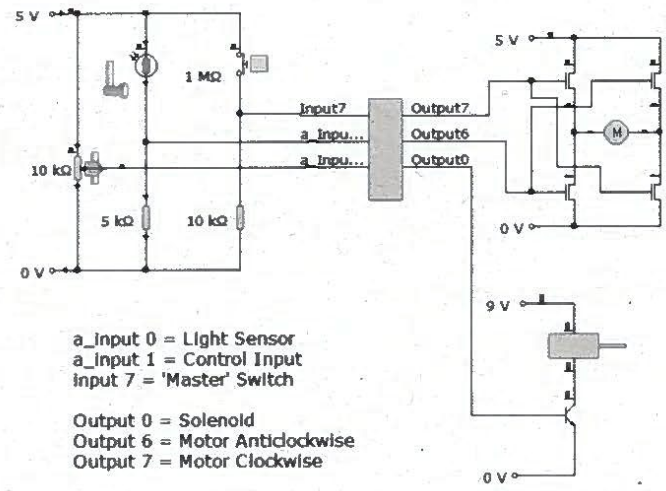 5 V
1 MΩ
10 kΩ
5 kΩ
10 kΩ
0 V
Input7
a_Inpu...
a_Inpu...
Output7
Output6
Output0
5 V
M
0 V
9 V
0 V
a_input 0 = Light Sensor
a_input 1 = Control Input
Input 7 = 'Master' Switch
Output 0 = Solenoid
Output 6 = Motor Anticlockwise
Output 7 = Motor Clockwise